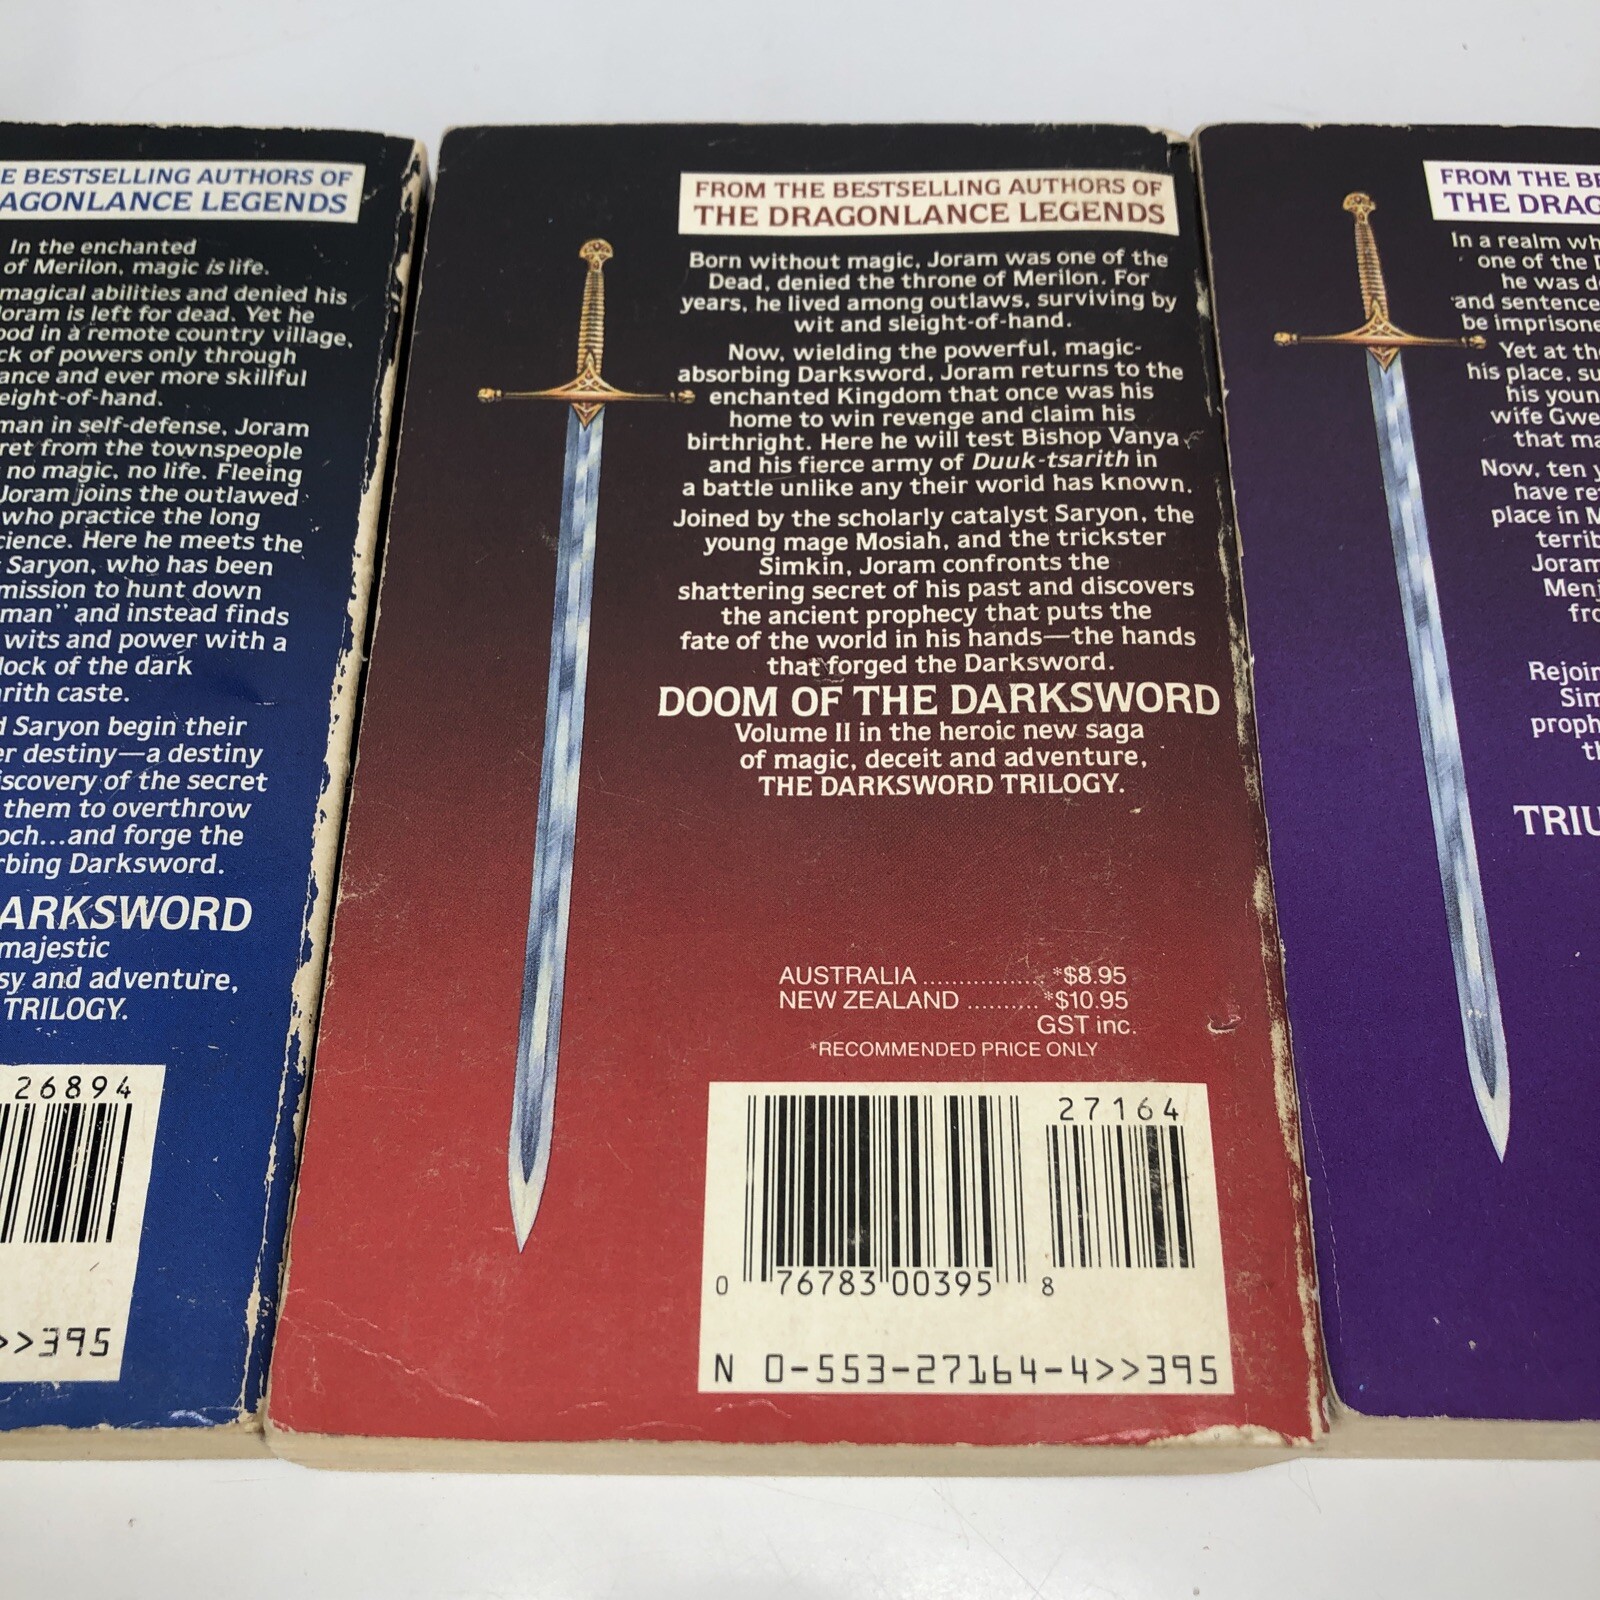 E BESTSELLING AUTHORS OF
AGONLANCE LEGENDS
In the enchanted
of Merilon, magic is life.
magical abilities and denied his
Joram is left for dead. Yet he
ood in a remote country village,
ck of powers only through
ance and ever more skillful
eight-of-hand.
man in self-defense, Joram
ret from the townspeople
no magic, no life. Fleeing
Joram joins the outlawed
who practice the long
cience. Here he meets the
Saryon, who has been
mission to hunt down
man" and instead finds
wits and power with a
lock of the dark
arith caste.
d Saryon begin their
er destiny—a destiny
iscovery of the secret
them to overthrow
och...and forge the
rbing Darksword.
ARKSWORD
majestic
sy and adventure,
TRILOGY.
26894
>>395
FROM THE BESTSELLING AUTHORS OF
THE DRAGONLANCE LEGENDS
Born without magic, Joram was one of the
Dead, denied the throne of Merilon. For
years, he lived among outlaws, surviving by
wit and sleight-of-hand.
Now, wielding the powerful, magic-
absorbing Darksword, Joram returns to the
enchanted Kingdom that once was his
home to win revenge and claim his
birthright. Here he will test Bishop Vanya
and his fierce army of Duuk-tsarith in
a battle unlike any their world has known.
Joined by the scholarly catalyst Saryon, the
young mage Mosiah, and the trickster
Simkin, Joram confronts the
shattering secret of his past and discovers
the ancient prophecy that puts the
fate of the world in his hands—the hands
that forged the Darksword.
DOOM OF THE DARKSWORD
Volume II in the heroic new saga
of magic, deceit and adventure,
THE DARKSWORD TRILOGY.
AUSTRALIA ................. *$8.95
NEW ZEALAND .......... *$10.95
GST inc.
*RECOMMENDED PRICE ONLY
27164
0 76783 00395 8
N 0-553-27164-4>>395
FROM THE BE
THE DRAG
In a realm wh
one of the D
he was de
and sentence
be imprisone
Yet at the
his place, su
his youn
wife Gwe
that ma
Now, ten y
have ret
place in M
terrib
Joram
Menj
fro
Rejoin
Sim
proph
th
TRIU